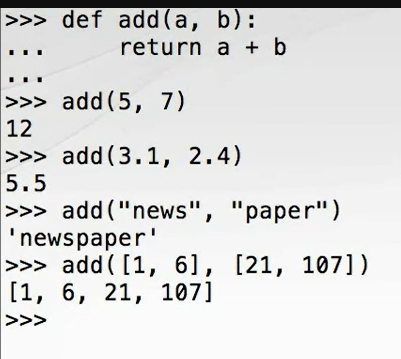 >>> def add(a, b):
...     return a + b
...
>>> add(5, 7)
12
>>> add(3.1, 2.4)
5.5
>>> add("news", "paper")
'newspaper'
>>> add([1, 6], [21, 107])
[1, 6, 21, 107]
>>>